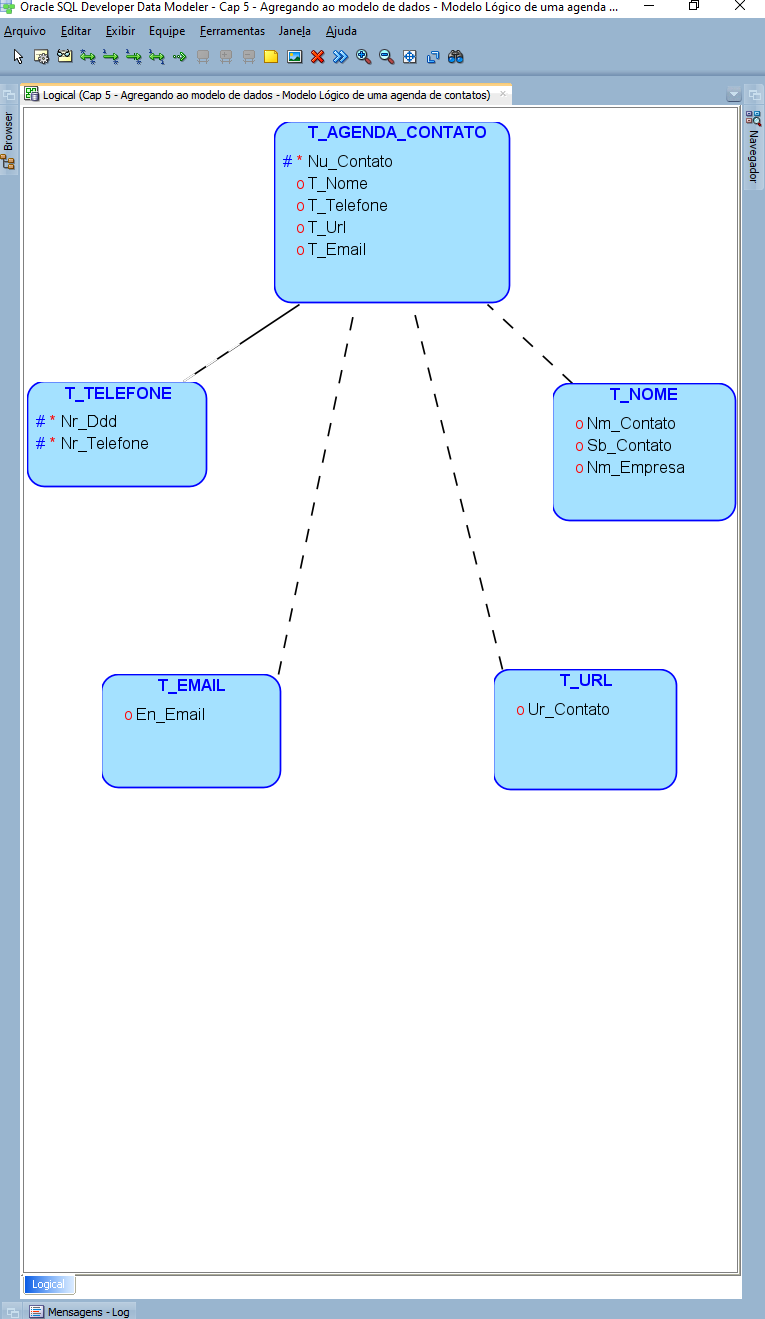 Oracle SQL Developer Data Modeler - Cap 5 - Agregando ao modelo de dados - Modelo Lógico de uma agenda ...
Arquivo Editar Exibir Equipe Ferramentas Janela Ajuda
Logical (Cap 5 - Agregando ao modelo de dados - Modelo Lógico de uma agenda de contatos)
Browser
Navegador
T_AGENDA_CONTATO
# * Nu_Contato
o T_Nome
o T_Telefone
o T_Url
o T_Email
T_TELEFONE
# * Nr_Ddd
# * Nr_Telefone
T_NOME
o Nm_Contato
o Sb_Contato
o Nm_Empresa
T_EMAIL
o En_Email
T_URL
o Ur_Contato
Logical
Mensagens - Log